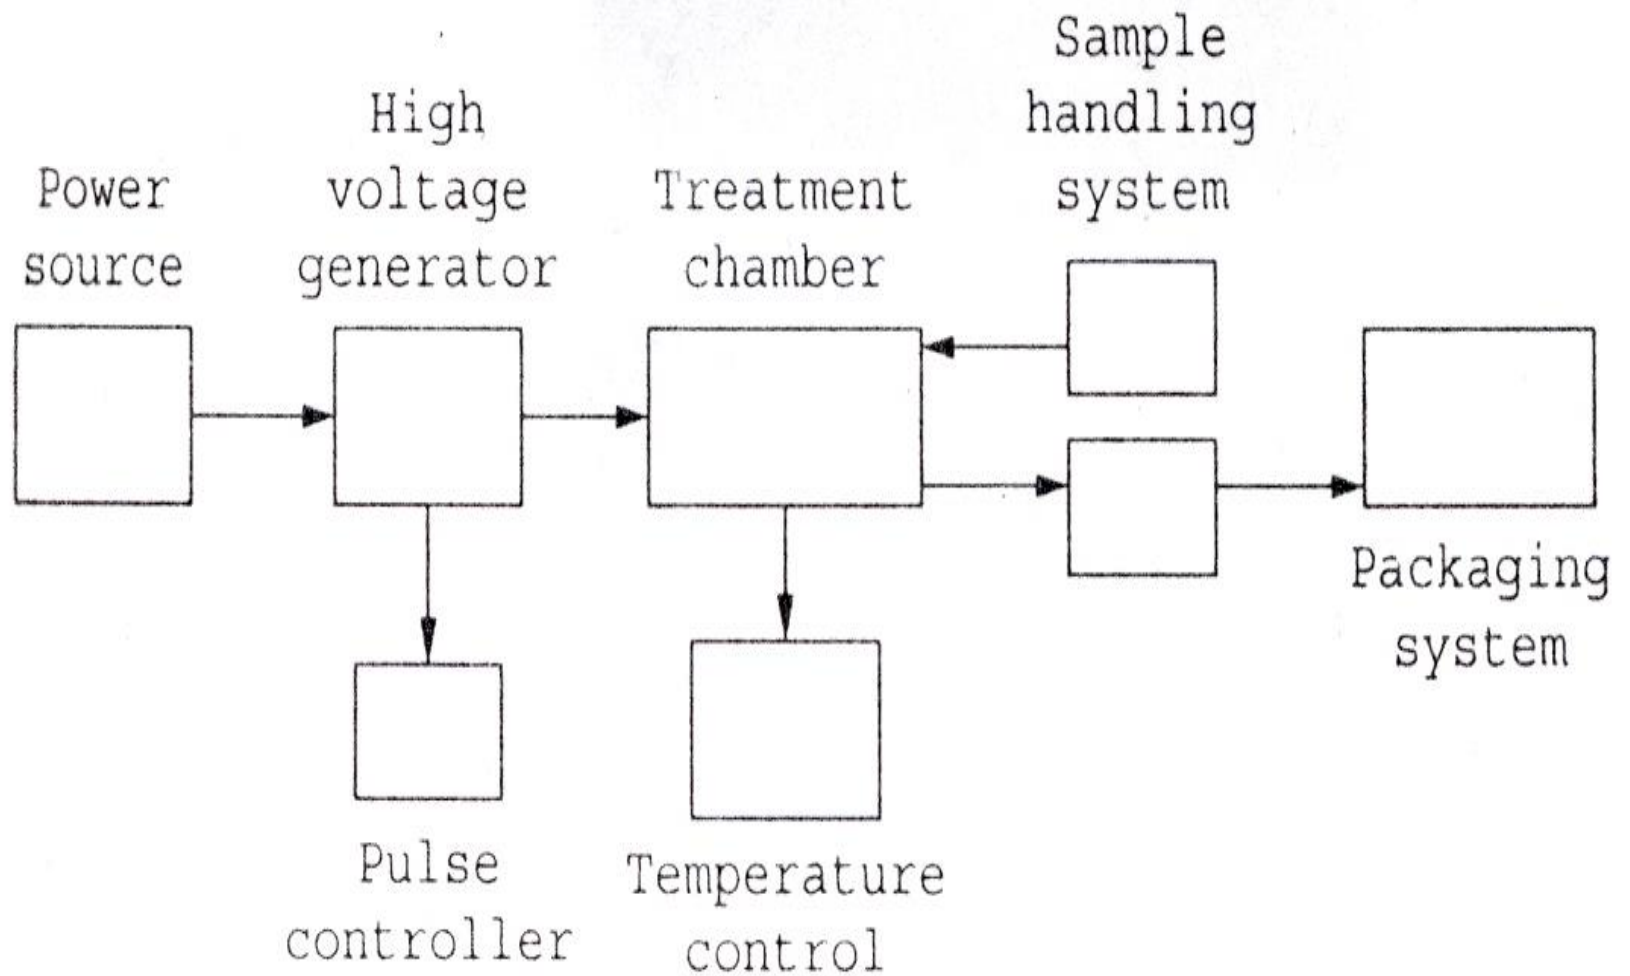 Power
source
High
voltage
generator
Treatment
chamber
Sample
handling
system
Packaging
system
Pulse
controller
Temperature
control